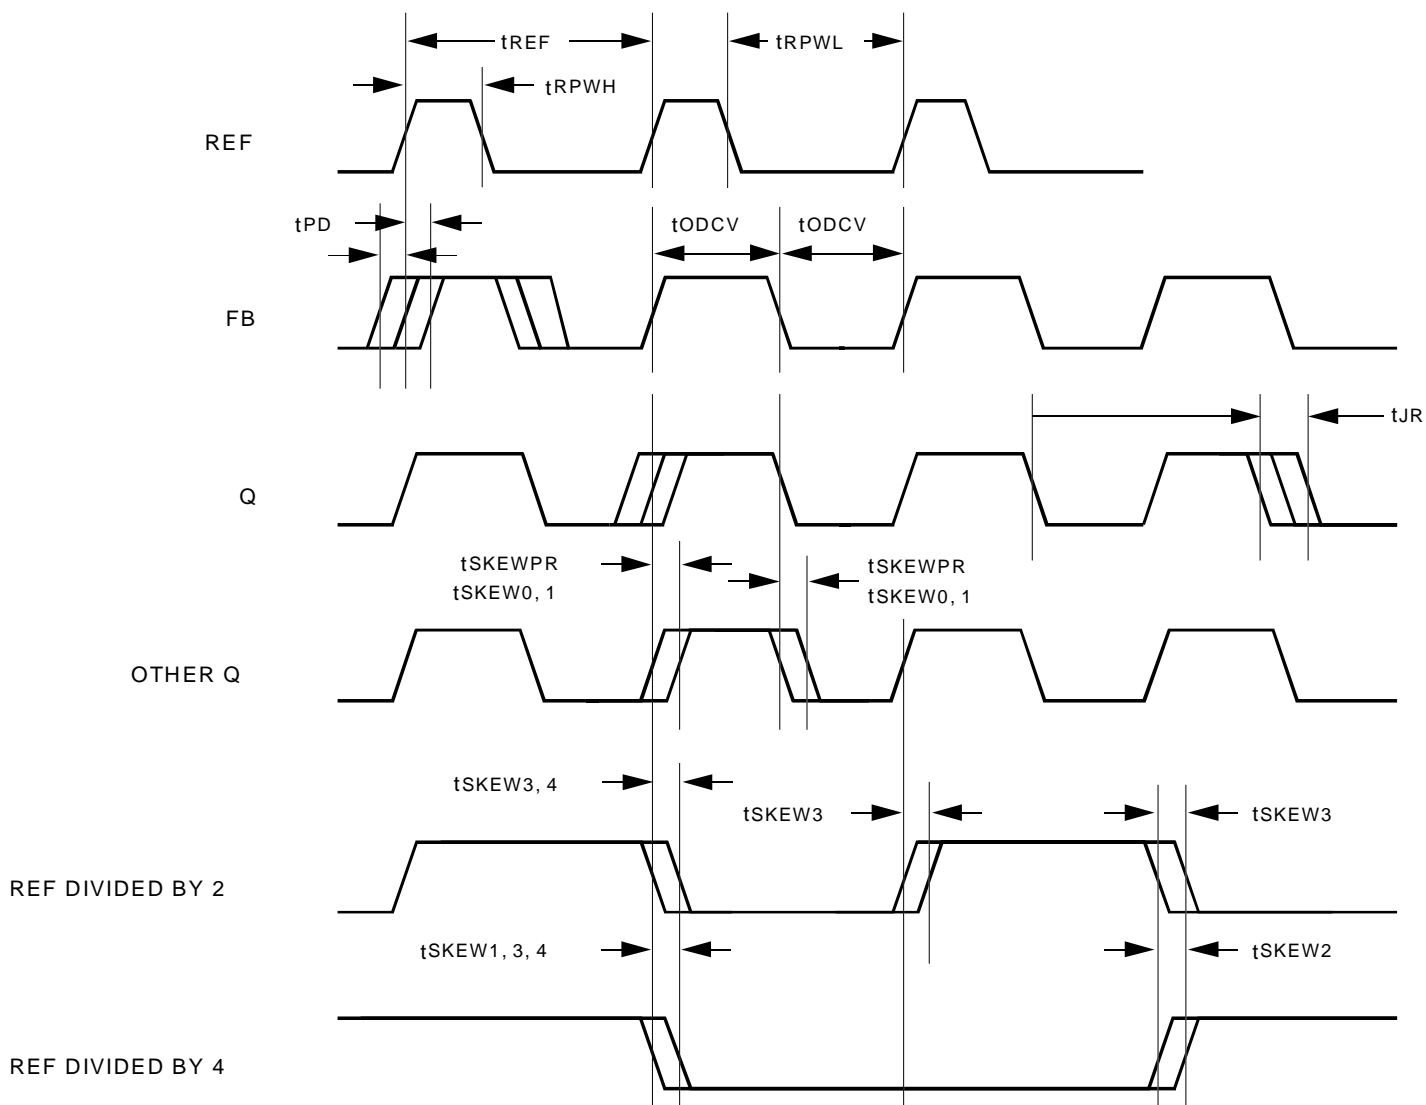 tREF
tRPWL
tRPWH
REF
tPD
tODCV
tODCV
FB
tJR
Q
tSKEWPR
tSKEW0, 1
tSKEWPR
tSKEW0, 1
OTHER Q
tSKEW3, 4
tSKEW3
tSKEW3
REF DIVIDED BY 2
tSKEW1, 3, 4
tSKEW2
REF DIVIDED BY 4